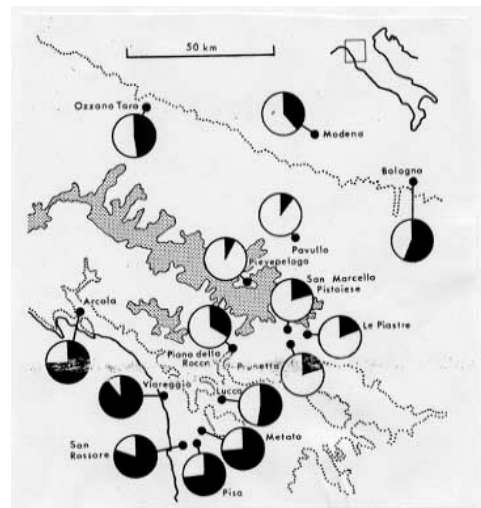 50 km
Ozzano Taro
Modena
Bologna
Pavullo
Pievepelago
San Marcello
Pistoiese
Arcola
Le Piastre
Piano della
Rocca
Prunetta
Viareggio
Lucca
Metato
San
Rossore
Pisa